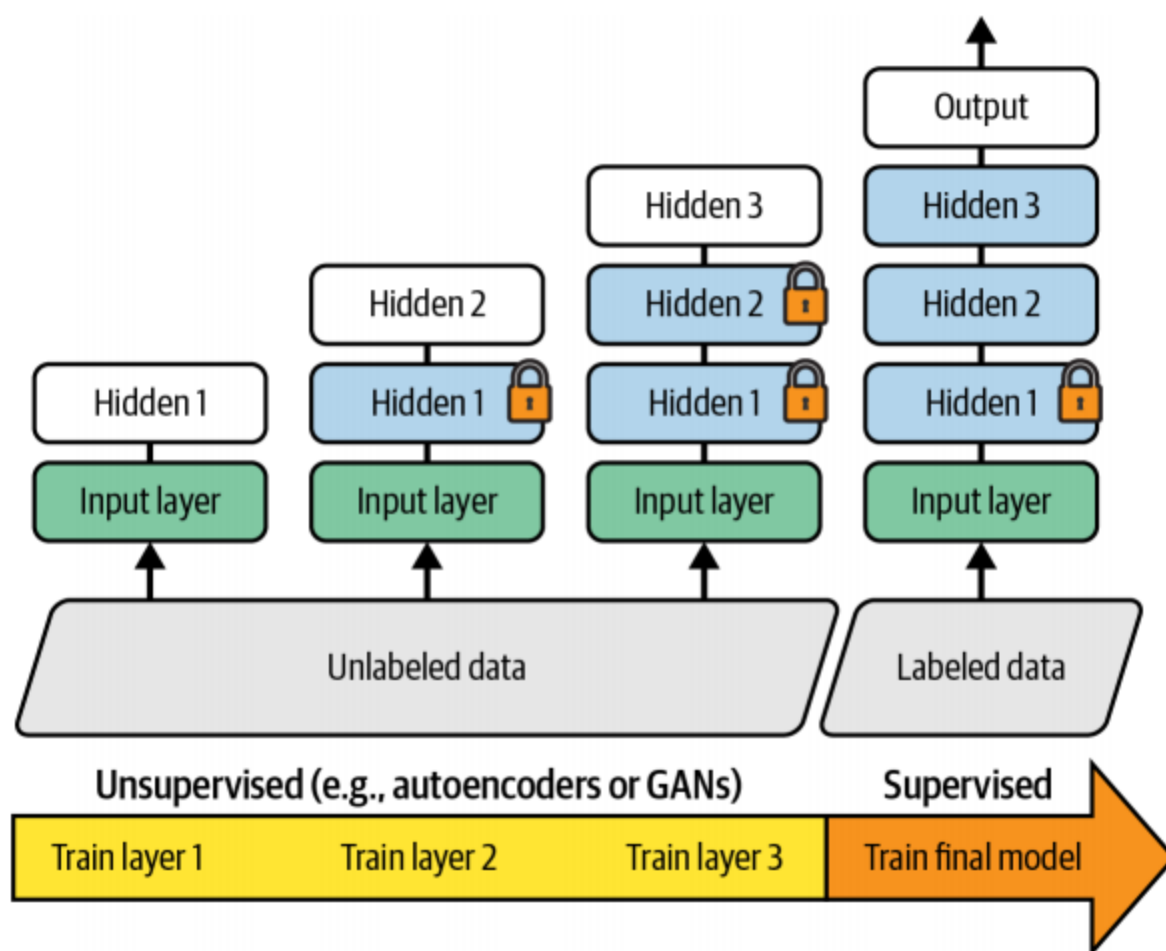 Output
Hidden 3
Hidden 3
Hidden 2
Hidden 2
Hidden 2
Hidden 1
Hidden 1
Hidden 1
Hidden 1
Input layer
Input layer
Input layer
Input layer
Unlabeled data
Labeled data
Unsupervised (e.g., autoencoders or GANs)
Supervised
Train layer 1
Train layer 2
Train layer 3
Train final model